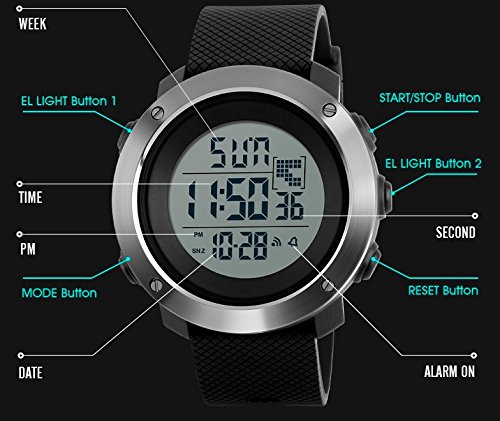 WEEK
EL LIGHT Button 1
START/STOP Button
SUN
EL LIGHT Button 2
TIME
11:50 36
SECOND
PM
PM
SNZ 10-28
MODE Button
RESET Button
DATE
ALARM ON